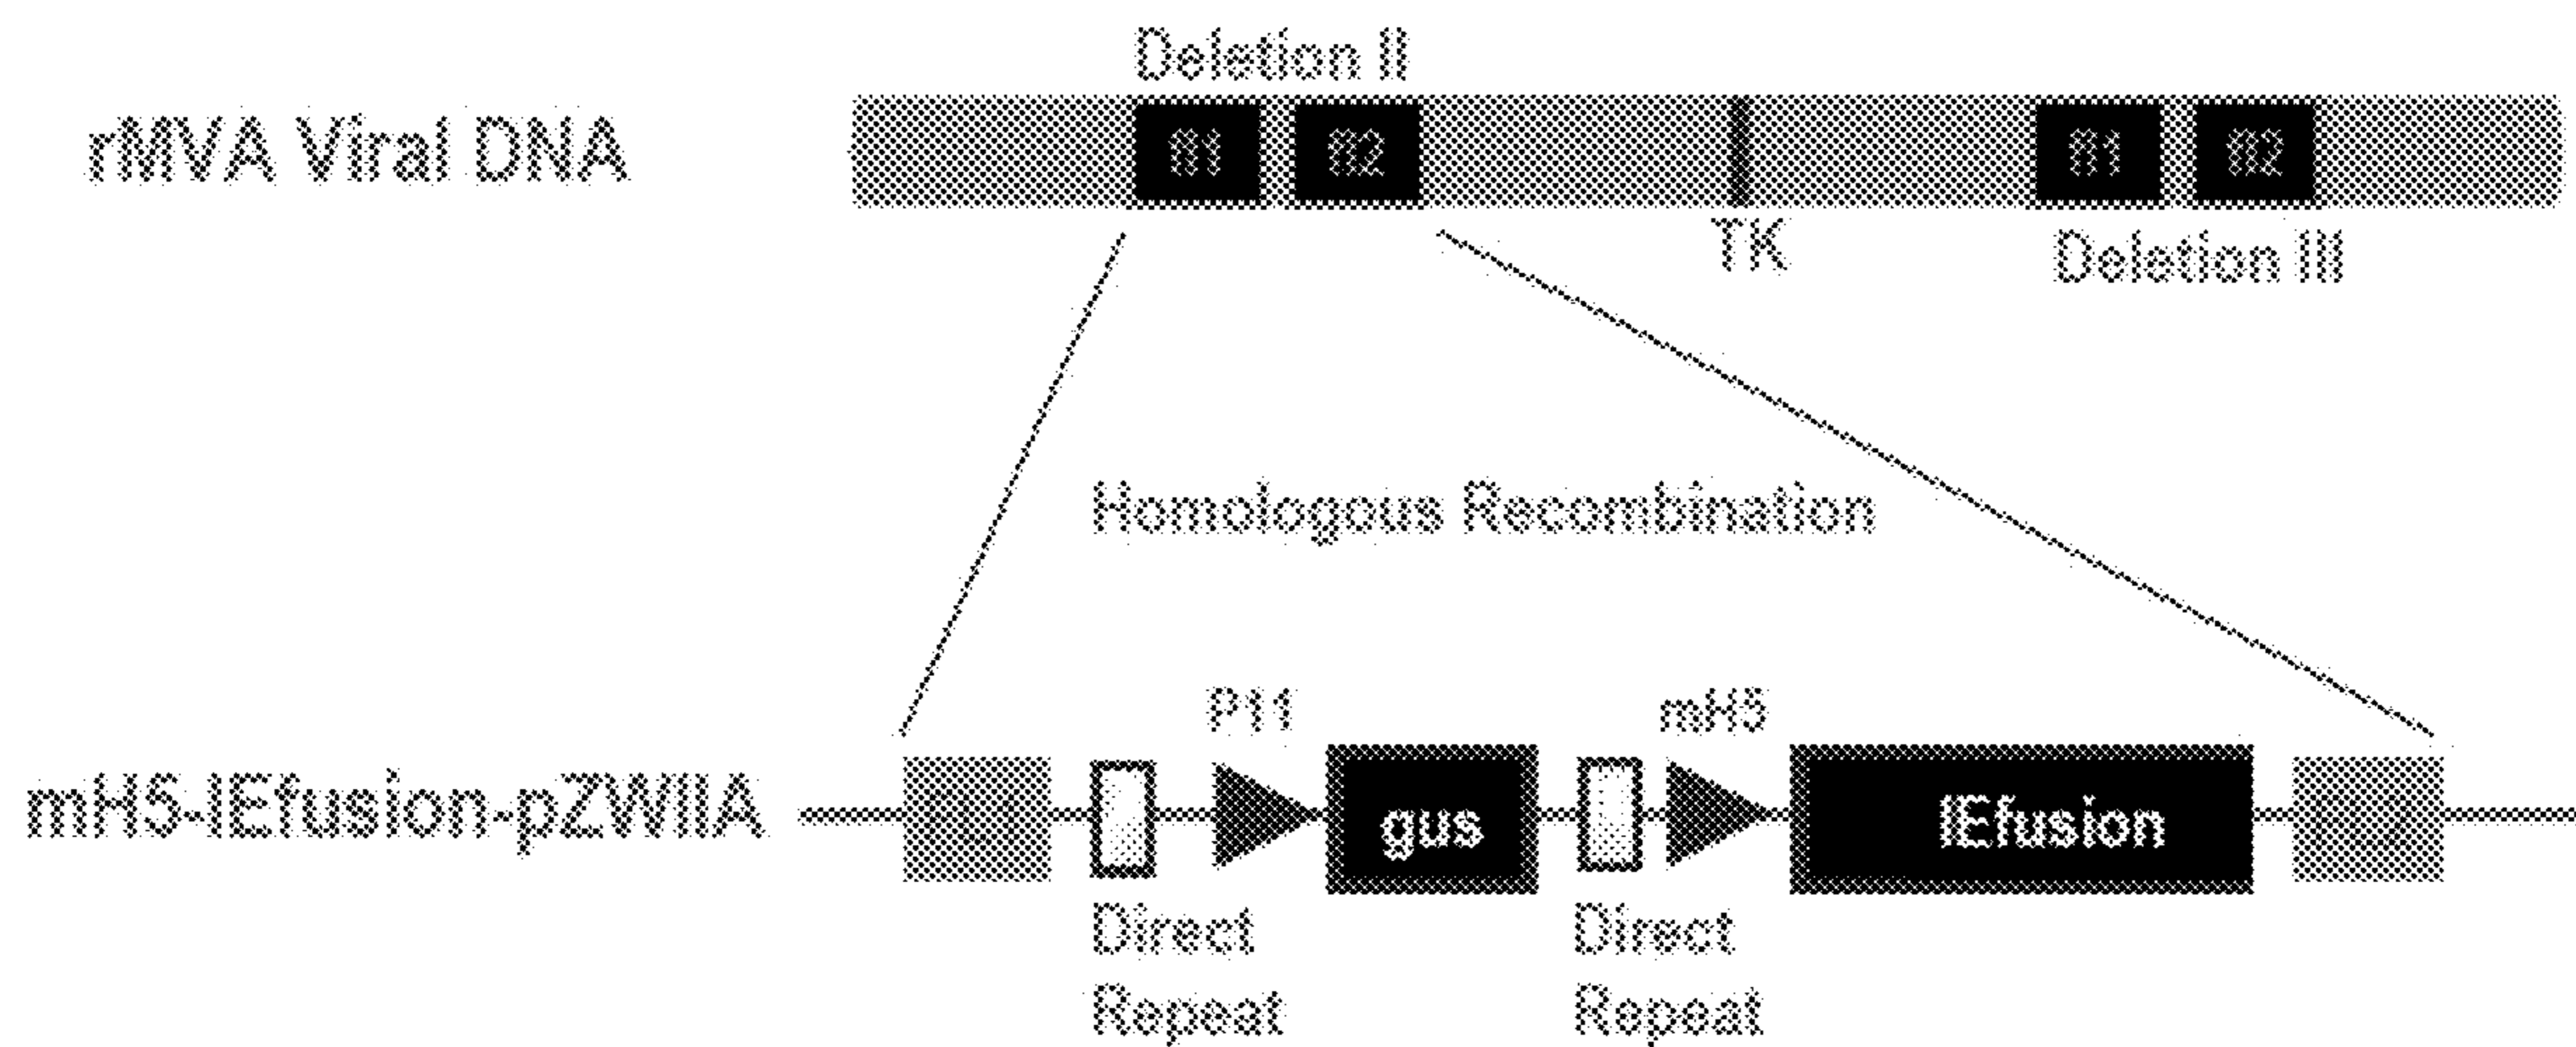 Deletion II
rMVA Viral DNA
fl1 fl2 fl1 fl2
TK
Deletion III
Homologous Recombination
P11 mH5
mH5-IEfusion-pZWIIA
gus IEfusion
Direct Direct
Repeat Repeat